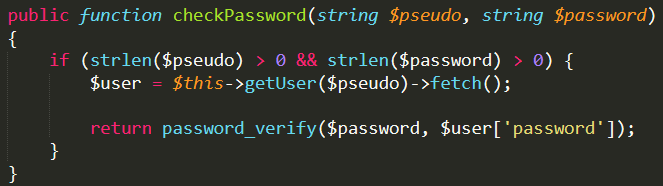 public function checkPassword(string $pseudo, string $password)
{
    if (strlen($pseudo) > 0 && strlen($password) > 0) {
        $user = $this->getUser($pseudo)->fetch();

        return password_verify($password, $user['password']);
    }
}